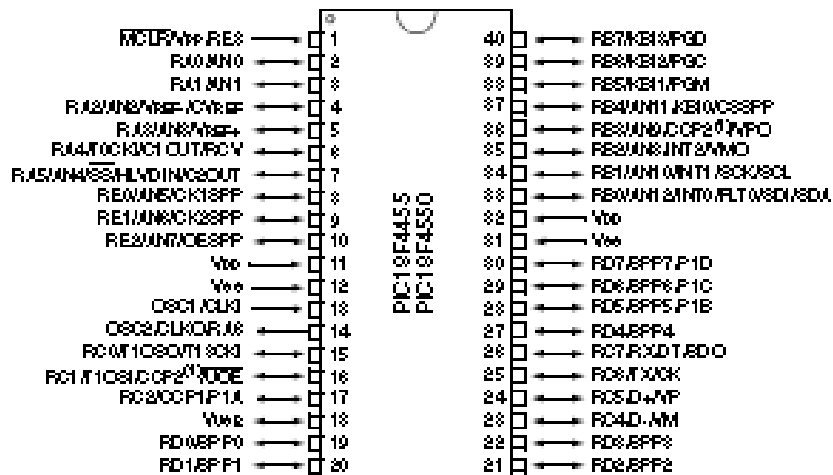 MCLR/VPP/RE3 1
RA0/AN0 2
RA1/AN1 3
RA2/AN2/VREF-/CVREF 4
RA3/AN3/VREF+ 5
RA4/T0CKI/C1OUT/RCV 6
RA5/AN4/SS/HLVDIN/C2OUT 7
RE0/AN5/CK1SPP 8
RE1/AN6/CK2SPP 9
RE2/AN7/OESPP 10
VDD 11
VSS 12
OSC1/CLKI 13
OSC2/CLKO/RA6 14
RC0/T1OSO/T13CKI 15
RC1/T1OSI/CCP2(1)/UOE 16
RC2/CCP1/P1A 17
VUSB 18
RD0/SPP0 19
RD1/SPP1 20
PIC18F4455
PIC18F4550
40 RB7/KBI3/PGD
39 RB6/KBI2/PGC
38 RB5/KBI1/PGM
37 RB4/AN11/KBI0/CSSPP
36 RB3/AN9/CCP2(1)/VPO
35 RB2/AN8/INT2/VMO
34 RB1/AN10/INT1/SCK/SCL
33 RB0/AN12/INT0/FLT0/SDI/SDA
32 VDD
31 VSS
30 RD7/SPP7/P1D
29 RD6/SPP6/P1C
28 RD5/SPP5/P1B
27 RD4/SPP4
26 RC7/RX/DT/SDO
25 RC6/TX/CK
24 RC5/D+/VP
23 RC4/D-/VM
22 RD3/SPP3
21 RD2/SPP2